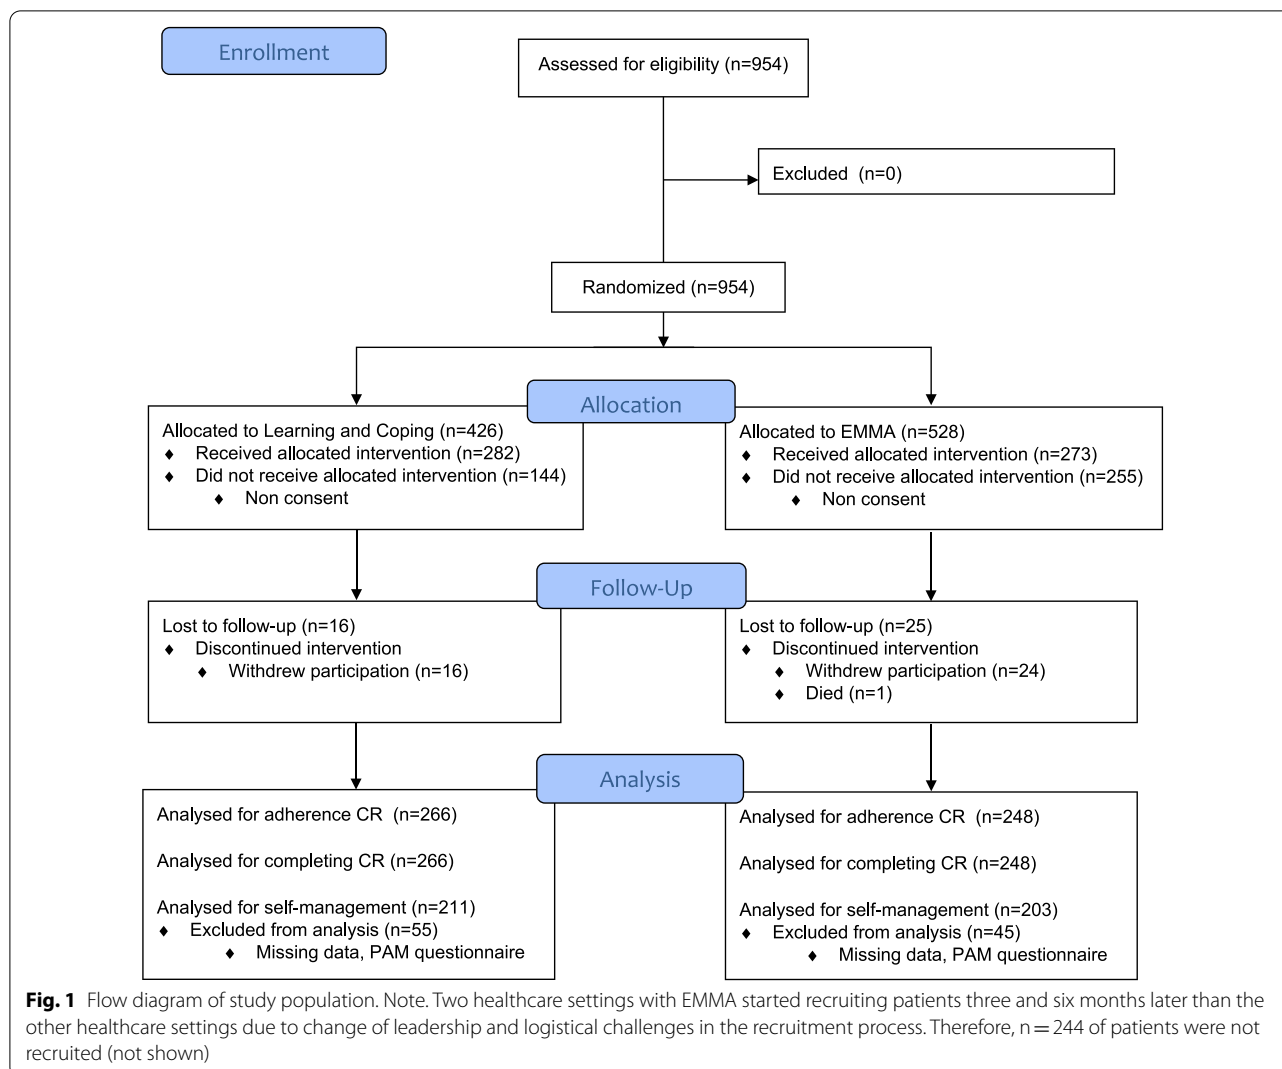 Enrollment
Assessed for eligibility (n=954)
Excluded (n=0)
Randomized (n=954)
Allocation
Allocated to Learning and Coping (n=426)
♦ Received allocated intervention (n=282)
♦ Did not receive allocated intervention (n=144)
♦ Non consent
Allocated to EMMA (n=528)
♦ Received allocated intervention (n=273)
♦ Did not receive allocated intervention (n=255)
♦ Non consent
Follow-Up
Lost to follow-up (n=16)
♦ Discontinued intervention
♦ Withdrew participation (n=16)
Lost to follow-up (n=25)
♦ Discontinued intervention
♦ Withdrew participation (n=24)
♦ Died (n=1)
Analysis
Analysed for adherence CR (n=266)
Analysed for completing CR (n=266)
Analysed for self-management (n=211)
♦ Excluded from analysis (n=55)
♦ Missing data, PAM questionnaire
Analysed for adherence CR (n=248)
Analysed for completing CR (n=248)
Analysed for self-management (n=203)
♦ Excluded from analysis (n=45)
♦ Missing data, PAM questionnaire
Fig. 1 Flow diagram of study population. Note. Two healthcare settings with EMMA started recruiting patients three and six months later than the
other healthcare settings due to change of leadership and logistical challenges in the recruitment process. Therefore, n = 244 of patients were not
recruited (not shown)